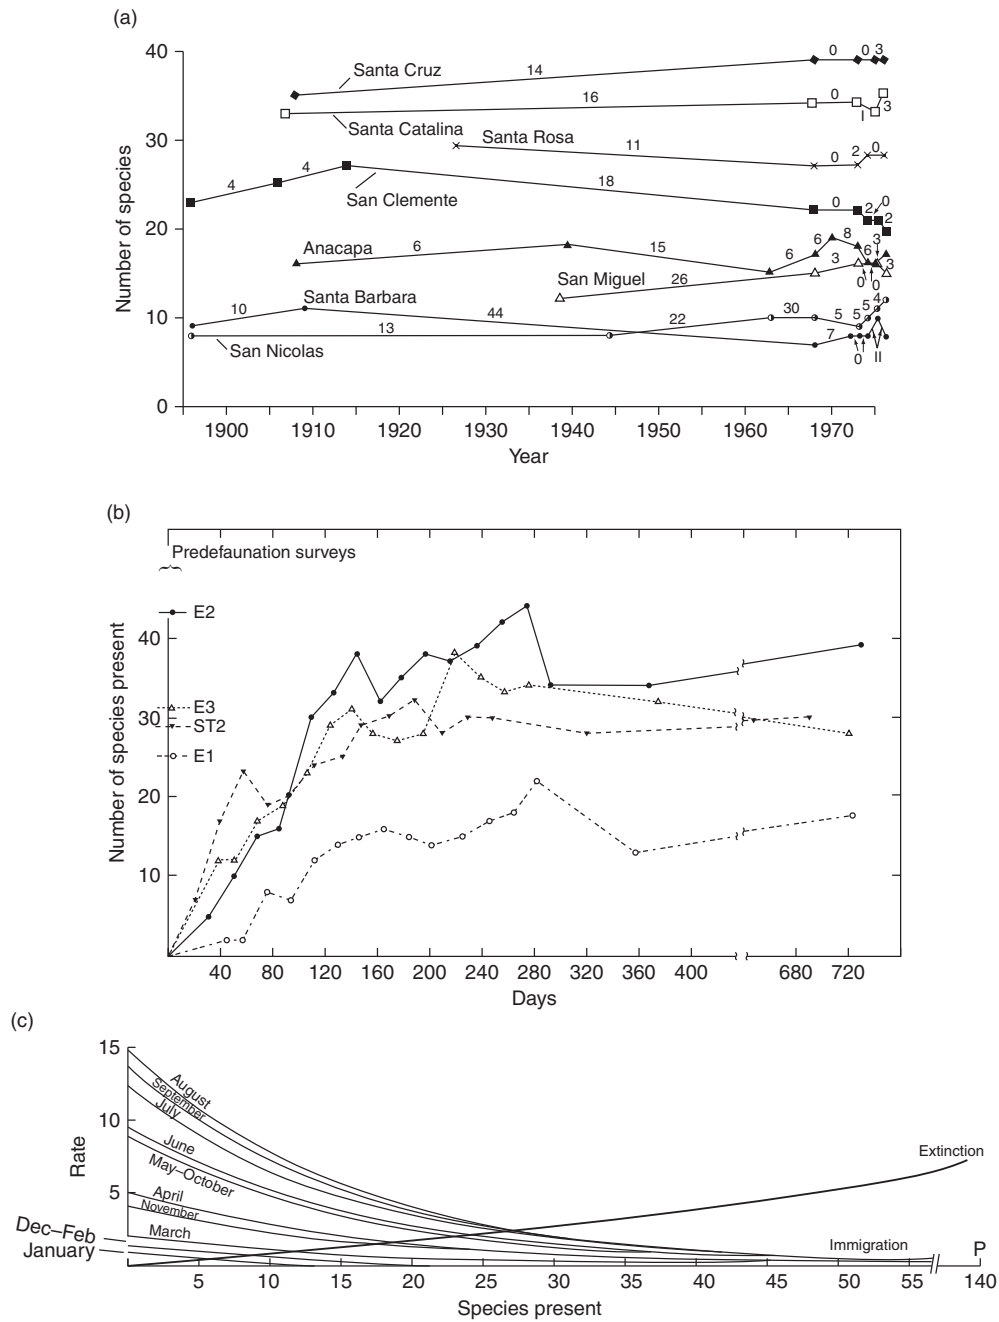 (a)
40
30
20
10
0
Number of species
Santa Cruz
14
0 0 3
Santa Catalina
16
0
I
3
Santa Rosa
11
0 2 0
San Clemente
4
4
18
0
2
0
2
Anacapa
6
15
6
6
8
6
3
San Miguel
26
3
0
0
3
Santa Barbara
10
44
7
0
II
San Nicolas
13
22
30
5
5
5
4
1900 1910 1920 1930 1940 1950 1960 1970
Year
(b)
Predefaunation surveys
E2
E3
ST2
E1
40
30
20
10
Number of species present
40 80 120 160 200 240 280 320 360 400 680 720
Days
(c)
15
10
5
Rate
August
September
July
June
May–October
April
November
March
Dec–Feb
January
Extinction
Immigration
P
5 10 15 20 25 30 35 40 45 50 55 140
Species present